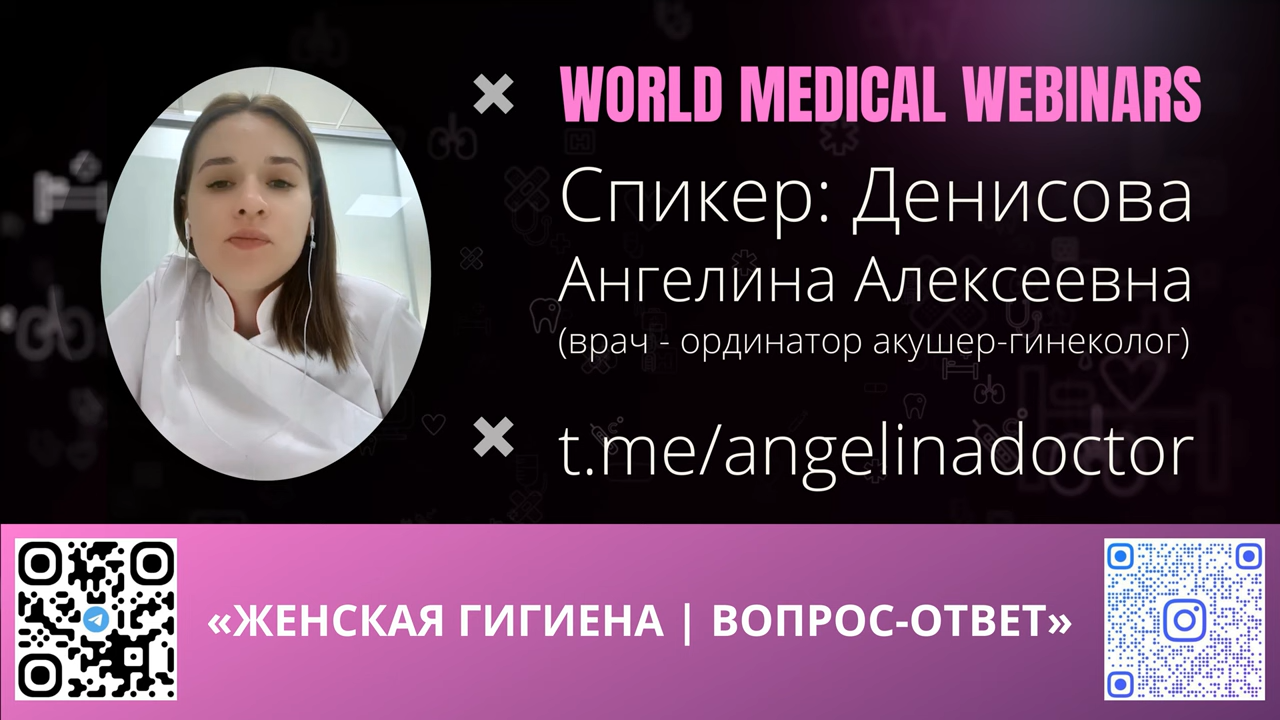 WORLD MEDICAL WEBINARS
Спикер: Денисова
Ангелина Алексеевна
(врач - ординатор акушер-гинеколог)
t.me/angelinadoctor
«ЖЕНСКАЯ ГИГИЕНА | ВОПРОС-ОТВЕТ»